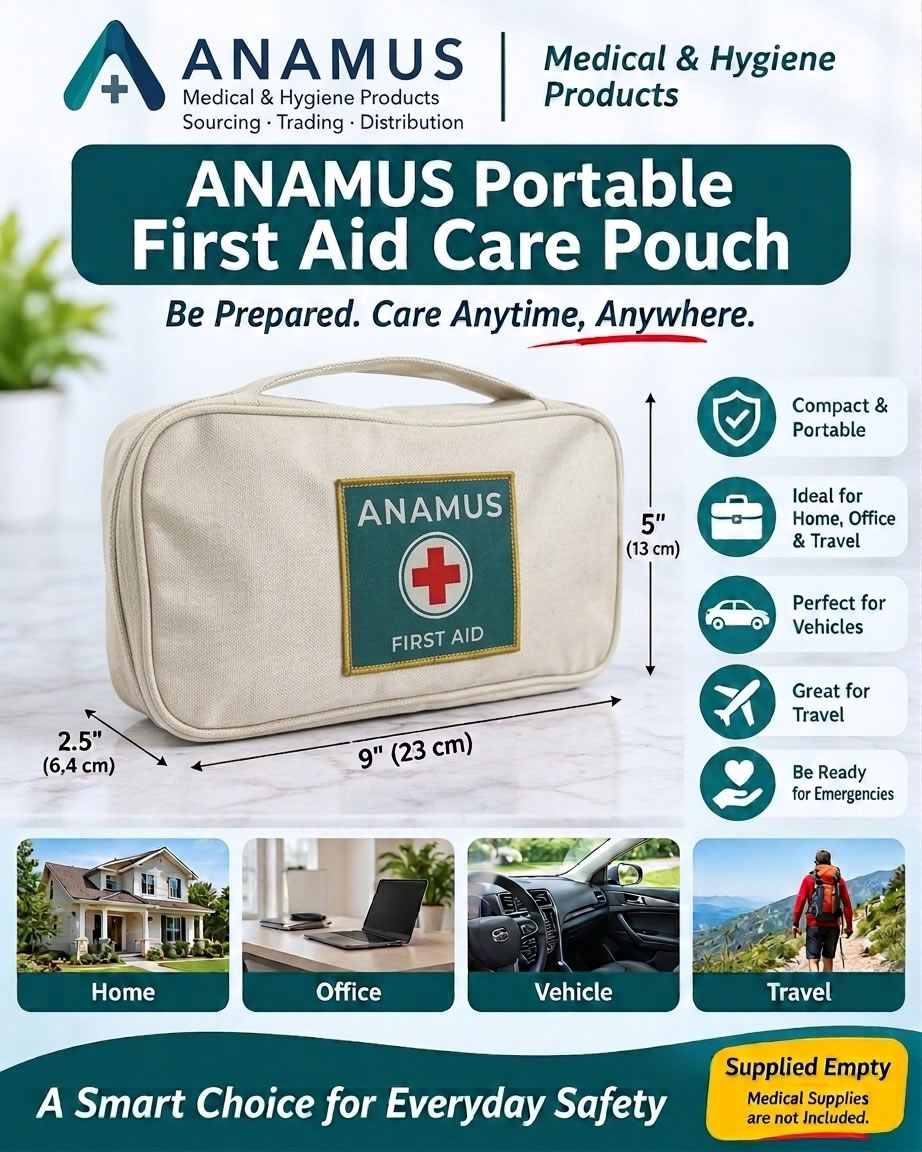 ANAMUS
Medical & Hygiene Products
Sourcing · Trading · Distribution
Medical & Hygiene
Products
ANAMUS Portable
First Aid Care Pouch
Be Prepared. Care Anytime, Anywhere.
ANAMUS
FIRST AID
5"
(13 cm)
2.5"
(6,4 cm)
9" (23 cm)
Compact &
Portable
Ideal for
Home, Office
& Travel
Perfect for
Vehicles
Great for
Travel
Be Ready
for Emergencies
Home
Office
Vehicle
Travel
A Smart Choice for Everyday Safety
Supplied Empty
Medical Supplies
are not Included.